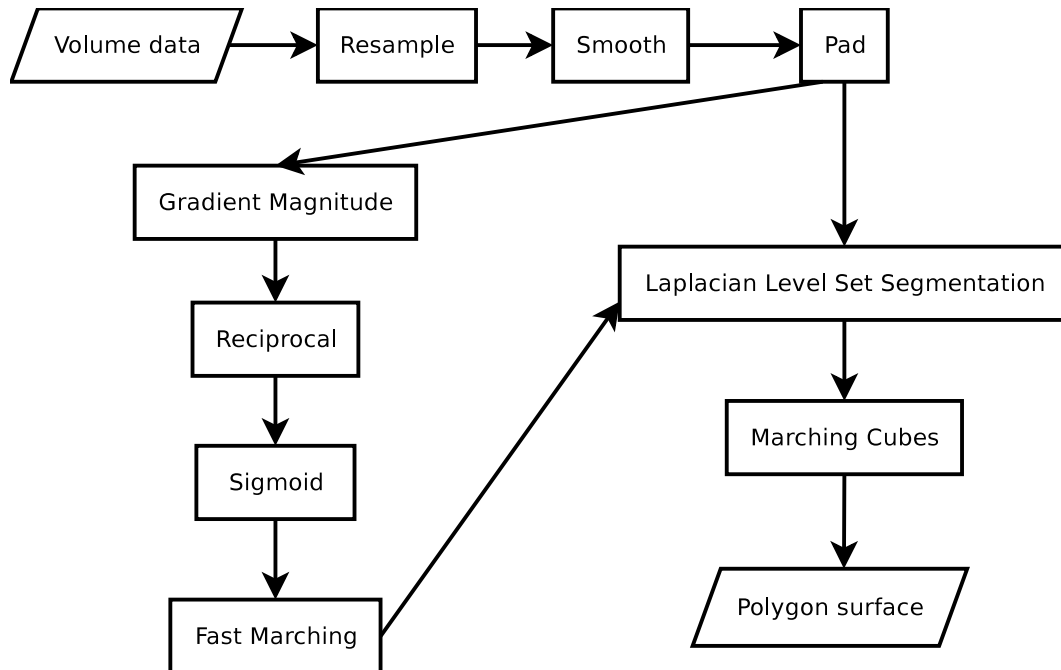 Volume data
Resample
Smooth
Pad
Gradient Magnitude
Laplacian Level Set Segmentation
Reciprocal
Marching Cubes
Sigmoid
Polygon surface
Fast Marching